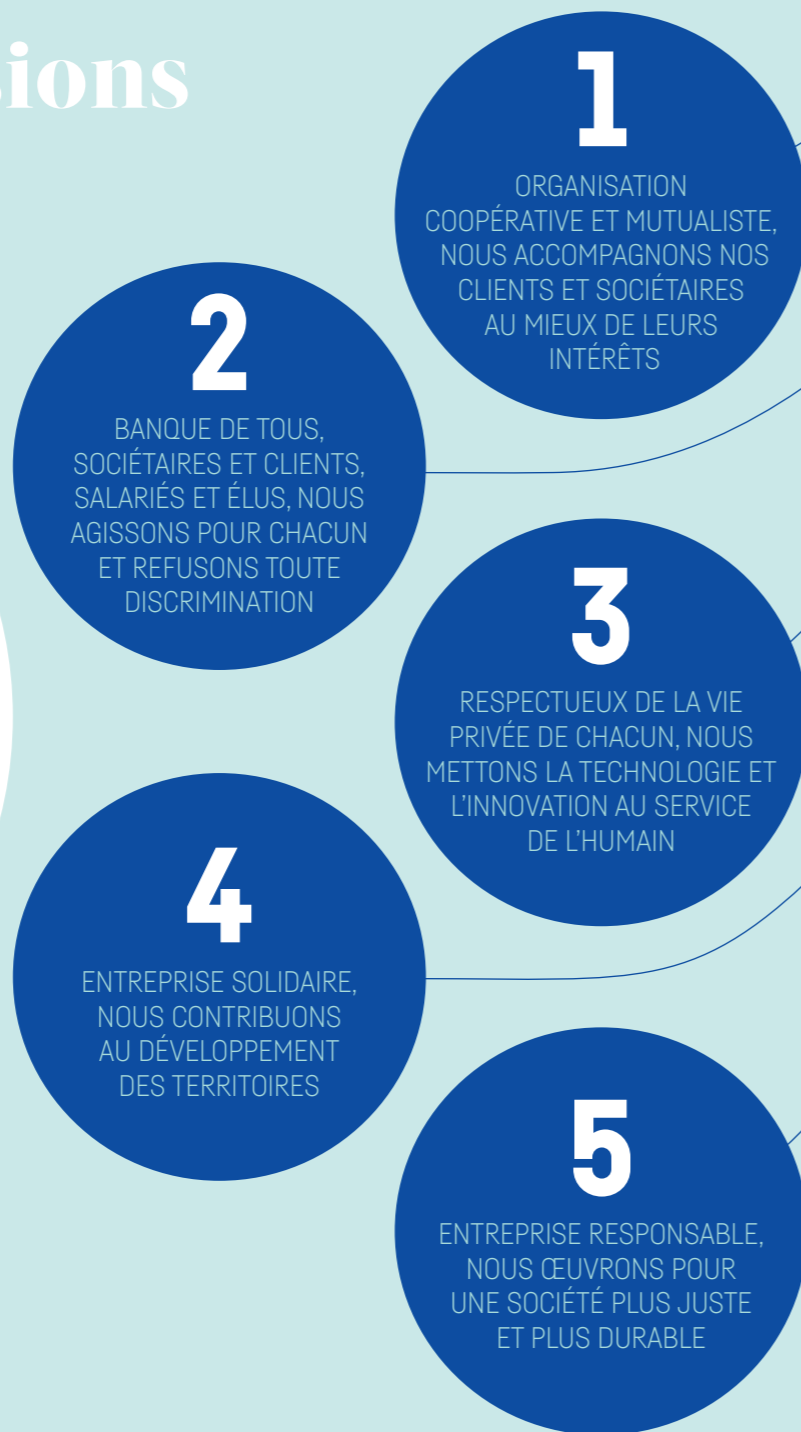 sions
1
ORGANISATION
COOPÉRATIVE ET MUTUALISTE,
NOUS ACCOMPAGNONS NOS
CLIENTS ET SOCIÉTAIRES
AU MIEUX DE LEURS
INTÉRÊTS
2
BANQUE DE TOUS,
SOCIÉTAIRES ET CLIENTS,
SALARIÉS ET ÉLUS, NOUS
AGISSONS POUR CHACUN
ET REFUSONS TOUTE
DISCRIMINATION
3
RESPECTUEUX DE LA VIE
PRIVÉE DE CHACUN, NOUS
METTONS LA TECHNOLOGIE ET
L’INNOVATION AU SERVICE
DE L’HUMAIN
4
ENTREPRISE SOLIDAIRE,
NOUS CONTRIBUONS
AU DÉVELOPPEMENT
DES TERRITOIRES
5
ENTREPRISE RESPONSABLE,
NOUS ŒUVRONS POUR
UNE SOCIÉTÉ PLUS JUSTE
ET PLUS DURABLE